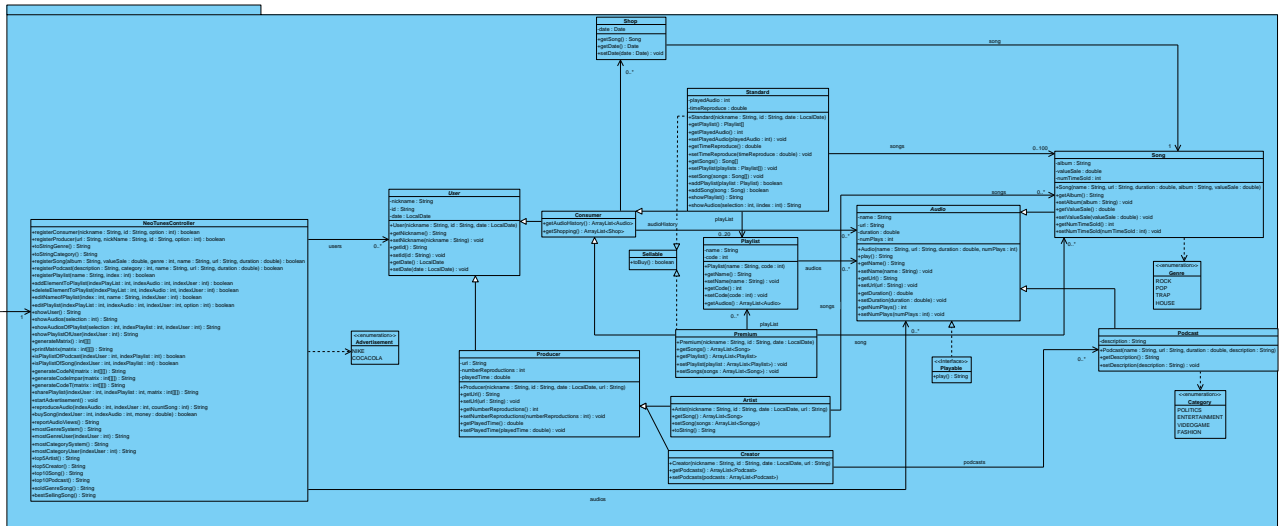 Shop
-date : Date
+getSong() : Song
+getDate() : Date
+setDate(date : Date) : void
song
0..*
1
Standard
-playedAudio : int
-timeReproduce : double
+Standard(nickname : String, id : String, date : LocalDate)
+getPlaylist() : Playlist[]
+getPlayedAudio() : int
+setPlayedAudio(playedAudio : int) : void
+getTimeReproduce() : double
+setTimeReproduce(timeReproduce : double) : void
+getSongs() : Song[]
+setPlaylist(playlists : Playlist[]) : void
+setSong(songs : Song[]) : void
+addPlaylist(playlist : Playlist) : boolean
+addSong(song : Song) : boolean
+showPlaylist() : String
+showAudios(selection : int, index : int) : String
songs
0..100
Song
-album : String
-valueSale : double
-numTimeSold : int
+Song(name : String, url : String, duration : double, album : String, valueSale : double)
+getAlbum() : String
+setAlbum(album : String) : void
+getValueSale() : double
+setValueSale(valueSale : double) : void
+getNumTimeSold() : int
+setNumTimeSold(numTimeSold : int) : void
songs
0..*
0..*
User
-nickname : String
-id : String
-date : LocalDate
+User(nickname : String, id : String, date : LocalDate)
+getNickname() : String
+setNickname(nickname : String) : void
+getId() : String
+setId(id : String) : void
+getDate() : LocalDate
+setDate(date : LocalDate) : void
users
0..*
Consumer
+getAudioHistory() : ArrayList<Audio>
+getShopping() : ArrayList<Shop>
audioHistory
0..*
playList
0..20
Audio
-name : String
-url : String
-duration : double
-numPlays : int
+Audio(name : String, url : String, duration : double, numPlays : int)
+play() : String
+getName() : String
+setName(name : String) : void
+getUrl() : String
+setUrl(url : String) : void
+getDuration() : double
+setDuration(duration : double) : void
+getNumPlays() : int
+setNumPlays(numPlays : int) : void
Sellable
+toBuy() : boolean
Playlist
-name : String
-code : int
+Playlist(name : String, code : int)
+getName() : String
+setName(name : String) : void
+getCode() : int
+setCode(code : int) : void
+getAudios() : ArrayList<Audio>
audios
0..*
songs
0..*
playList
<<enumeration>>
Genre
ROCK
POP
TRAP
HOUSE
NeoTunesController
+registerConsumer(nickname : String, id : String, option : int) : boolean
+registerProducer(url : String, nickName : String, id : String, option : int) : boolean
+toStringGenre() : String
+toStringCategory() : String
+registerSong(album : String, valueSale : double, genre : int, name : String, url : String, duration : double) : boolean
+registerPodcast(description : String, category : int, name : String, url : String, duration : double) : boolean
+registerPlaylist(name : String, index : int) : boolean
+addElementToPlaylist(indexPlayList : int, indexAudio : int, indexUser : int) : boolean
+deleteElementToPlaylist(indexPlayList : int, indexAudio : int, indexUser : int) : boolean
+editNameofPlaylist(index : int, name : String, indexUser : int) : boolean
+editPlaylist(indexPlayList : int, indexAudio : int, indexUser : int, option : int) : boolean
+showUser() : String
+showAudios(selection : int) : String
+showAudiosOfPlaylist(selection : int, indexPlaylist : int, indexUser : int) : String
+showPlaylistOfUser(indexUser : int) : String
+generateMatrix() : int[][]
+printMatrix(matrix : int[][]) : String
+isPlaylistOfPodcast(indexUser : int, indexPlaylist : int) : boolean
+isPlaylistOfSong(indexUser : int, indexPlaylist : int) : boolean
+generateCodeN(matrix : int[][]) : String
+generateCodeImpar(matrix : int[][]) : String
+generateCodeT(matrix : int[][]) : String
+sharePlaylist(indexUser : int, indexPlaylist : int, matrix : int[][]) : String
+startAdvertisement() : void
+reproduceAudio(indexAudio : int, indexUser : int, countSong : int) : String
+buySong(indexUser : int, indexAudio : int, money : double) : boolean
+reportAudioViews() : String
+mostGenreSystem() : String
+mostGenreUser(indexUser : int) : String
+mostCategorySystem() : String
+mostCategoryUser(indexUser : int) : String
+top5Artist() : String
+top5Creator() : String
+top10Song() : String
+top10Podcast() : String
+soldGenreSong() : String
+bestSellingSong() : String
1
<<enumeration>>
Advertisement
NIKE
COCACOLA
Premium
+Premium(nickname : String, id : String, date : LocalDate)
+getSongs() : ArrayList<Song>
+getPlaylist() : ArrayList<Playlist>
+setPlaylist(playlist : ArrayList<Playlist>) : void
+setSongs(songs : ArrayList<Song>) : void
song
0..*
Podcast
-description : String
+Podcast(name : String, url : String, duration : double, description : String)
+getDescription() : String
+setDescription(description : String) : void
0..*
Producer
-url : String
-numberReproductions : int
-playedTime : double
+Producer(nickname : String, id : String, date : LocalDate, url : String)
+getUrl() : String
+setUrl(url : String) : void
+getNumberReproductions() : int
+setNumberReproductions(numberReproductions : int) : void
+getPlayedTime() : double
+setPlayedTime(playedTime : double) : void
<<Interface>>
Playable
+play() : String
Artist
+Artist(nickname : String, id : String, date : LocalDate, url : String)
+getSong() : ArrayList<Song>
+setSong(songs : ArrayList<Songg>)
+toString() : String
<<enumeration>>
Category
POLITICS
ENTERTAINMENT
VIDEOGAME
FASHION
Creator
+Creator(nickname : String, id : String, date : LocalDate, url : String)
+getPodcasts() : ArrayList<Podcast>
+setPodcasts(podcasts : ArrayList<Podcast>)
podcasts
audios